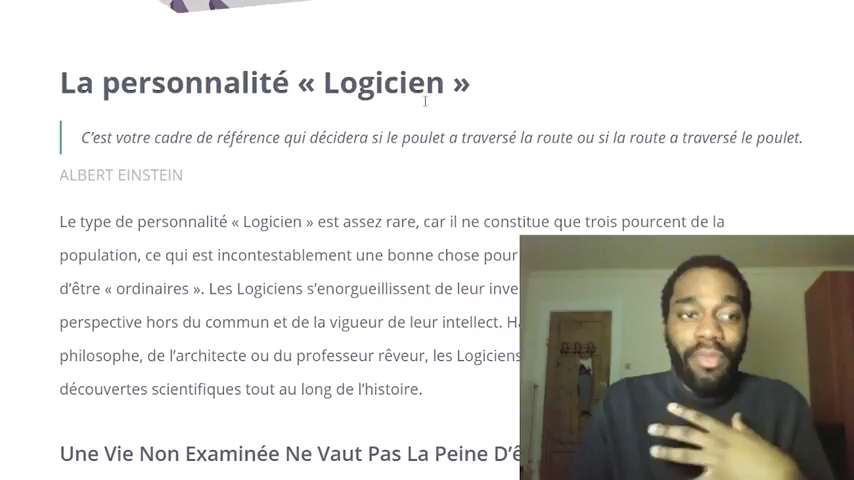 La personnalité « Logicien »
C’est votre cadre de référence qui décidera si le poulet a traversé la route ou si la route a traversé le poulet.
ALBERT EINSTEIN
Le type de personnalité « Logicien » est assez rare, car il ne constitue que trois pourcent de la
population, ce qui est incontestablement une bonne chose pour
d’être « ordinaires ». Les Logiciens s’enorgueillissent de leur
perspective hors du commun et de la vigueur de leur intellect.
philosophe, de l’architecte ou du professeur rêveur, les Logiciens
découvertes scientifiques tout au long de l’histoire.
Une Vie Non Examinée Ne Vaut Pas La Peine